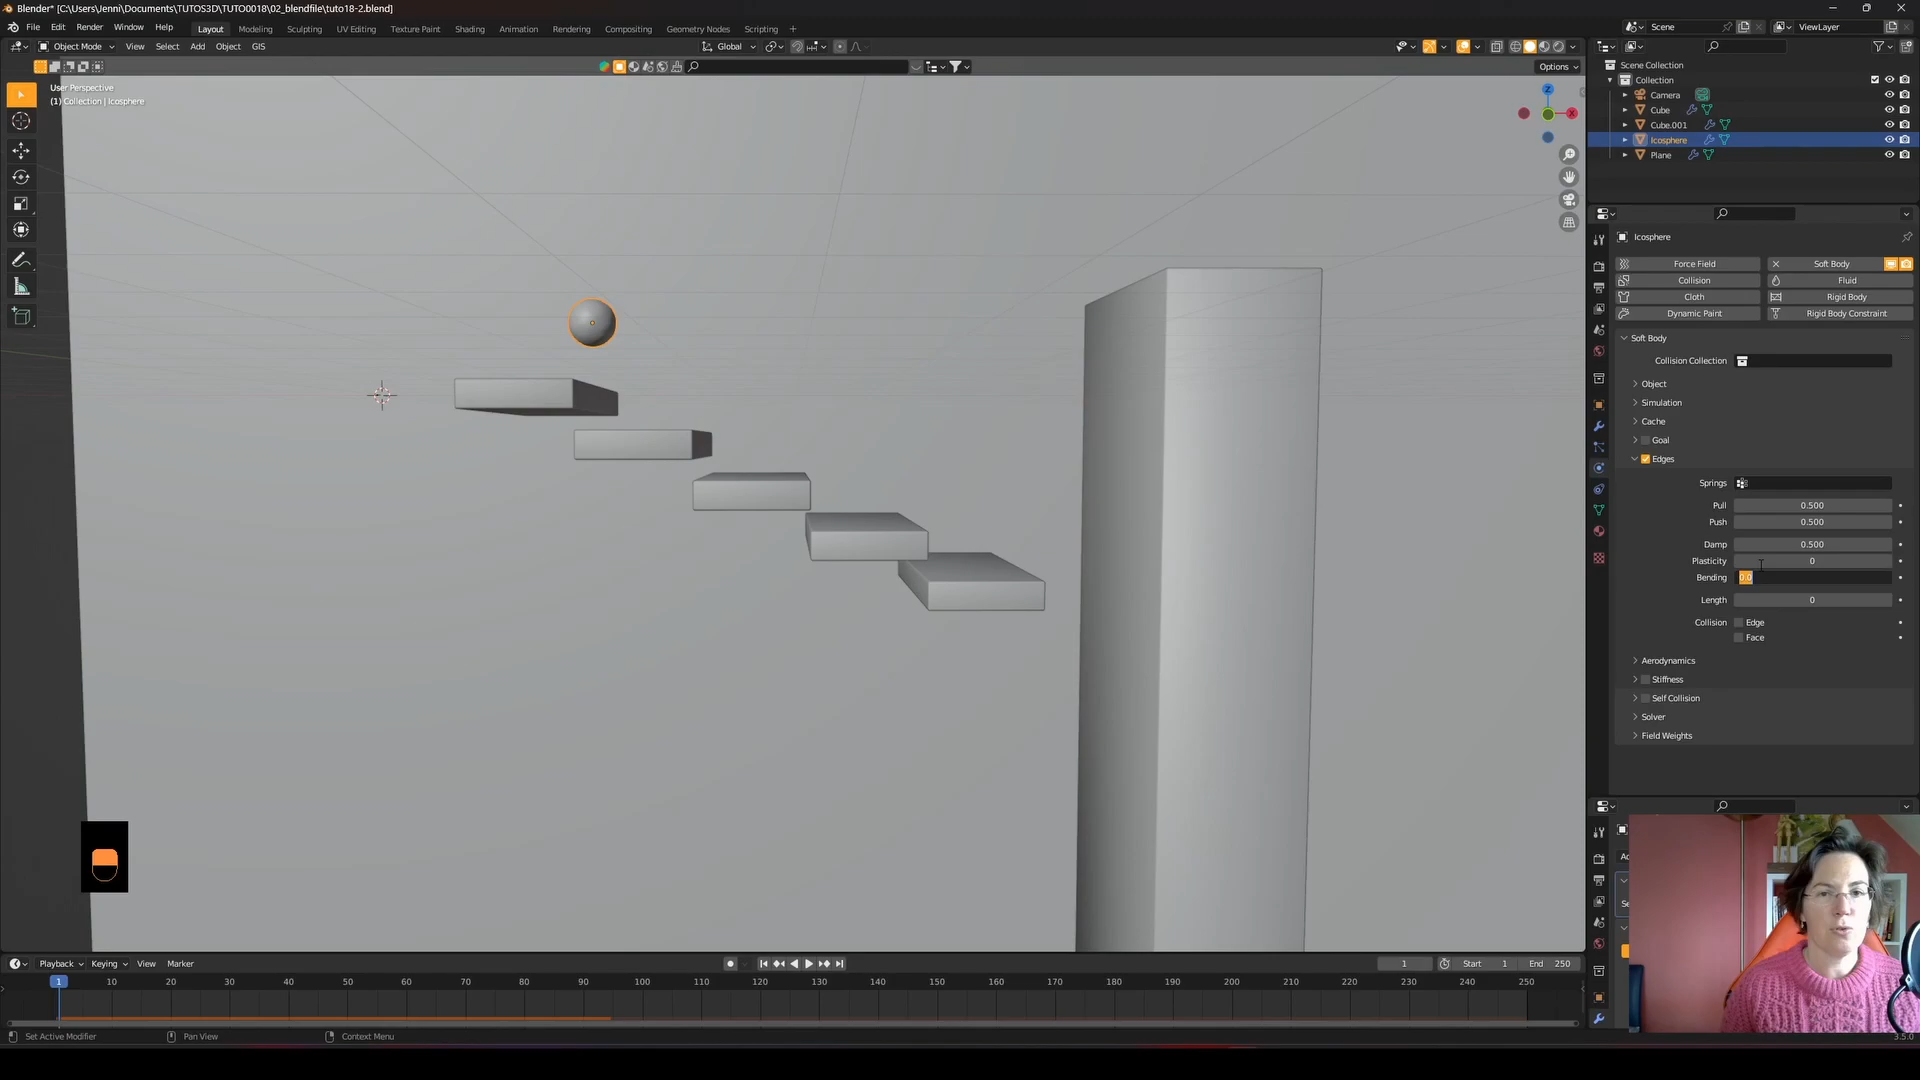 Blender* [C:\Users\Jenni\Documents\TUTOS3D\TUTO0018\02_blendfile\tuto18-2.blend]
File Edit Render Window Help Layout Modeling Sculpting UV Editing Texture Paint Shading Animation Rendering Compositing Geometry Nodes Scripting + Scene ViewLayer
Object Mode View Select Add Object GIS Global
Options
User Perspective
(1) Collection | Icosphere
Z
X
Scene Collection
Collection
Camera
Cube
Cube.001
Icosphere
Plane
Icosphere
Force Field Soft Body
Collision Fluid
Cloth Rigid Body
Dynamic Paint Rigid Body Constraint
Soft Body
Collision Collection
Object
Simulation
Cache
Goal
Edges
Springs
Pull 0.500
Push 0.500
Damp 0.500
Plasticity 0
Bending 0.0
Length 0
Collision Edge
Face
Aerodynamics
Stiffness
Self Collision
Solver
Field Weights
Playback Keying View Marker 1 Start 1 End 250
1 10 20 30 40 50 60 70 80 90 100 110 120 130 140 150 160 170 180 190 200 210 220 230 240 250
Set Active Modifier Pan View Context Menu
3.5.0